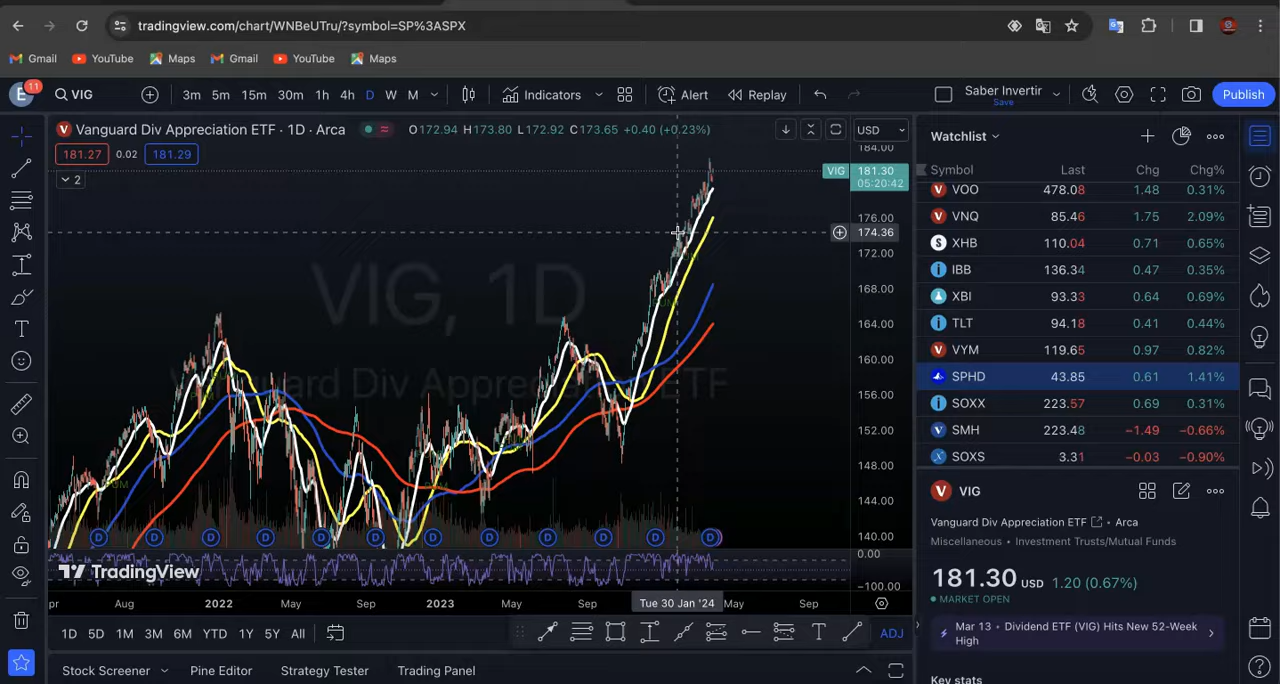 tradingview.com/chart/WNBeUTru/?symbol=SP%3ASPX
Gmail YouTube Maps Gmail YouTube Maps
E 11 VIG 3m 5m 15m 30m 1h 4h D W M Indicators Alert Replay Saber Invertir Save Publish
Vanguard Div Appreciation ETF · 1D · Arca O172.94 H173.80 L172.92 C173.65 +0.40 (+0.23%) USD
181.27 0.02 181.29
2
VIG, 1D
Vanguard Div Appreciation ETF
184.00
VIG 181.30
05:20:42
176.00
174.36
172.00
168.00
164.00
160.00
156.00
152.00
148.00
144.00
140.00
0.00
−100.00
D D D D D D D D D D D D
TradingView
Aug 2022 May Sep 2023 May Sep Tue 30 Jan '24 May Sep
1D 5D 1M 3M 6M YTD 1Y 5Y All ADJ
Stock Screener Pine Editor Strategy Tester Trading Panel
Watchlist
Symbol Last Chg Chg%
VOO 478.08 1.48 0.31%
VNQ 85.46 1.75 2.09%
XHB 110.04 0.71 0.65%
IBB 136.34 0.47 0.35%
XBI 93.33 0.64 0.69%
TLT 94.18 0.41 0.44%
VYM 119.65 0.97 0.82%
SPHD 43.85 0.61 1.41%
SOXX 223.57 0.69 0.31%
SMH 223.48 −1.49 −0.66%
SOXS 3.31 −0.03 −0.90%
VIG
Vanguard Div Appreciation ETF • Arca
Miscellaneous • Investment Trusts/Mutual Funds
181.30 USD 1.20 (0.67%)
MARKET OPEN
Mar 13 • Dividend ETF (VIG) Hits New 52-Week
High
Key stats